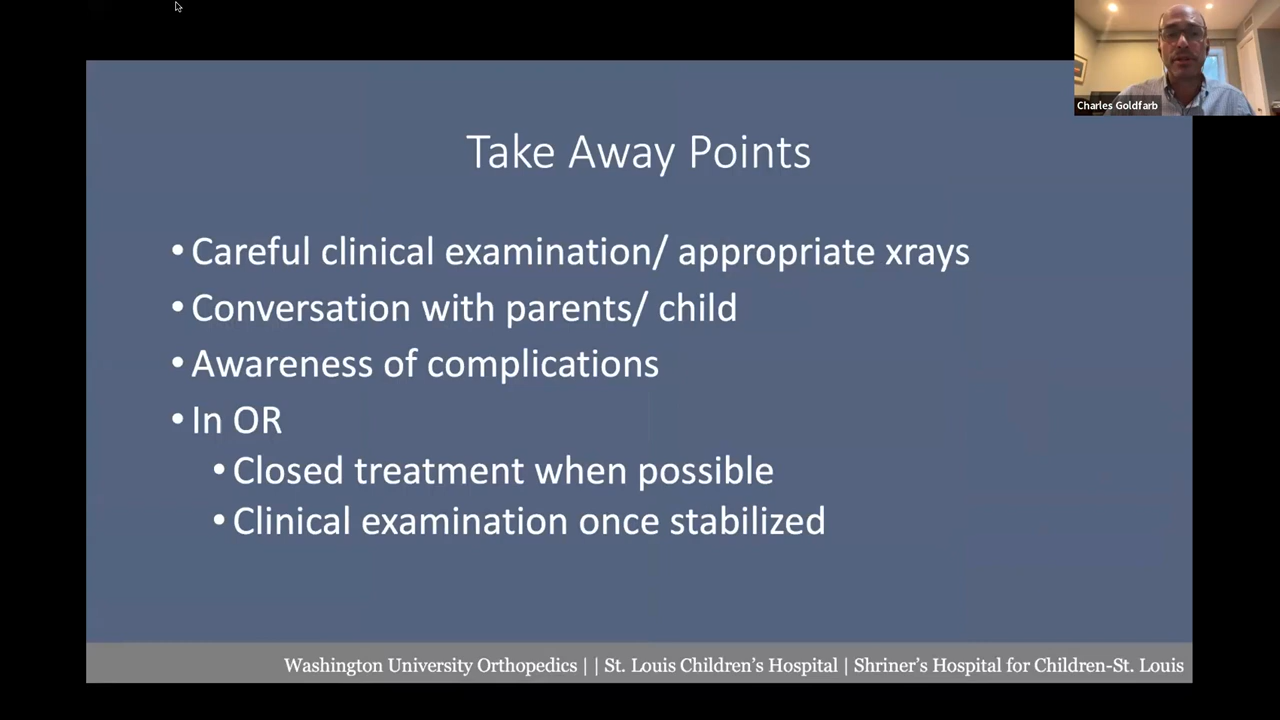 Charles Goldfarb
Take Away Points
• Careful clinical examination/ appropriate xrays
• Conversation with parents/ child
• Awareness of complications
• In OR
• Closed treatment when possible
• Clinical examination once stabilized
Washington University Orthopedics | | St. Louis Children’s Hospital | Shriner’s Hospital for Children-St. Louis